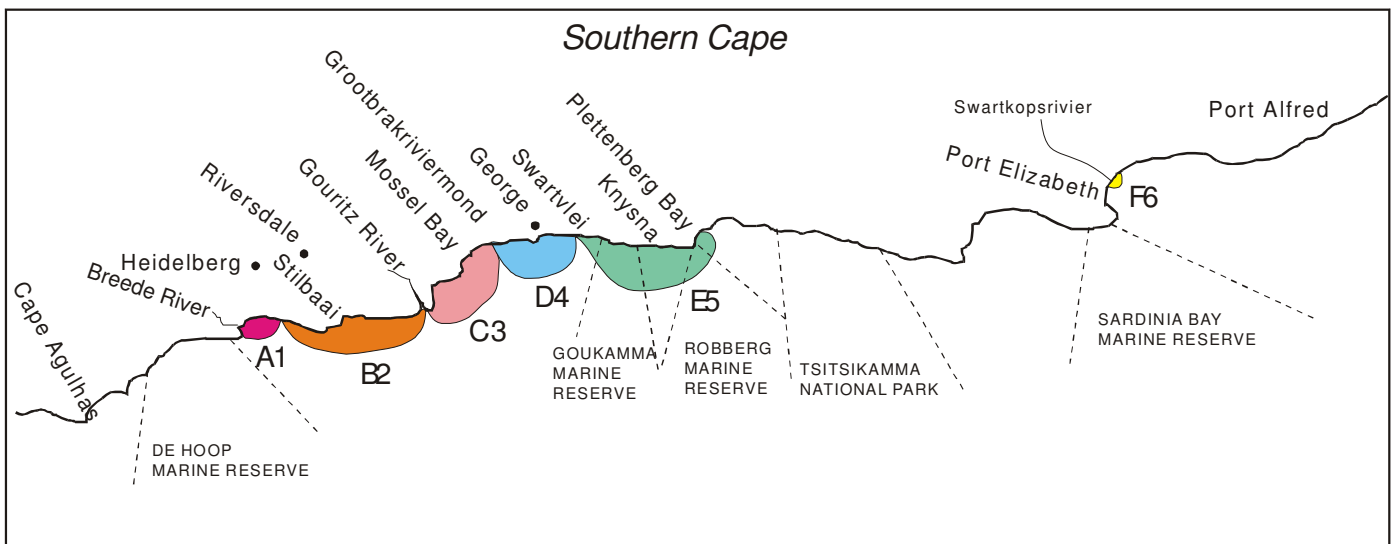 Southern Cape
Cape Agulhas
Breede River
Heidelberg
Riversdale
Stilbaai
Gouritz River
Mossel Bay
Grootbrakriviermond
George
Swartvlei
Knysna
Plettenberg Bay
Port Elizabeth
Swartkopsrivier
Port Alfred
A1
B2
C3
D4
E5
F6
DE HOOP
MARINE RESERVE
GOUKAMMA
MARINE
RESERVE
ROBBERG
MARINE
RESERVE
TSITSIKAMMA
NATIONAL PARK
SARDINIA BAY
MARINE RESERVE